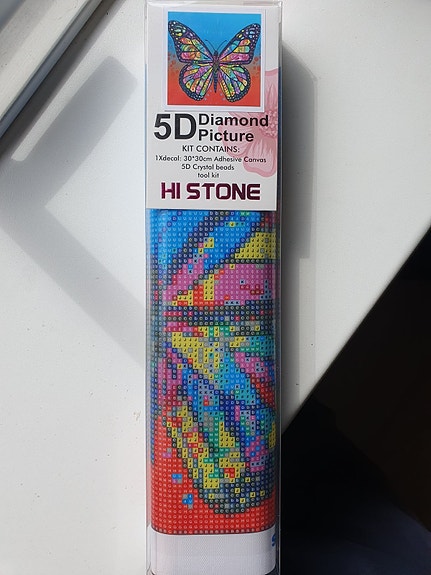 5D Diamond
Picture
KIT CONTAINS:
1Xdecal: 30*30cm Adhesive Canvas
5D Crystal beads
tool kit
HI STONE